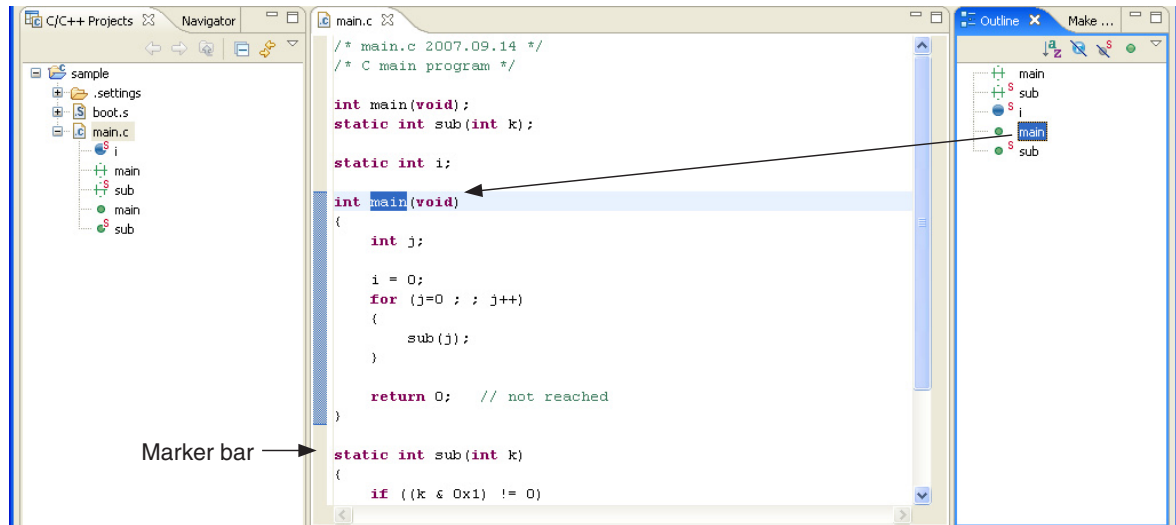 C/C++ Projects
Navigator
sample
.settings
boot.s
main.c
S i
main
S sub
main
S sub
main.c
/* main.c 2007.09.14 */
/* C main program */
int main(void);
static int sub(int k);
static int i;
int main(void)
{
int j;
i = 0;
for (j=0 ; ; j++)
{
sub(j);
}
return 0; // not reached
}
static int sub(int k)
{
if ((k & 0x1) != 0)
Marker bar
Outline
Make ...
main
S sub
S i
main
S sub